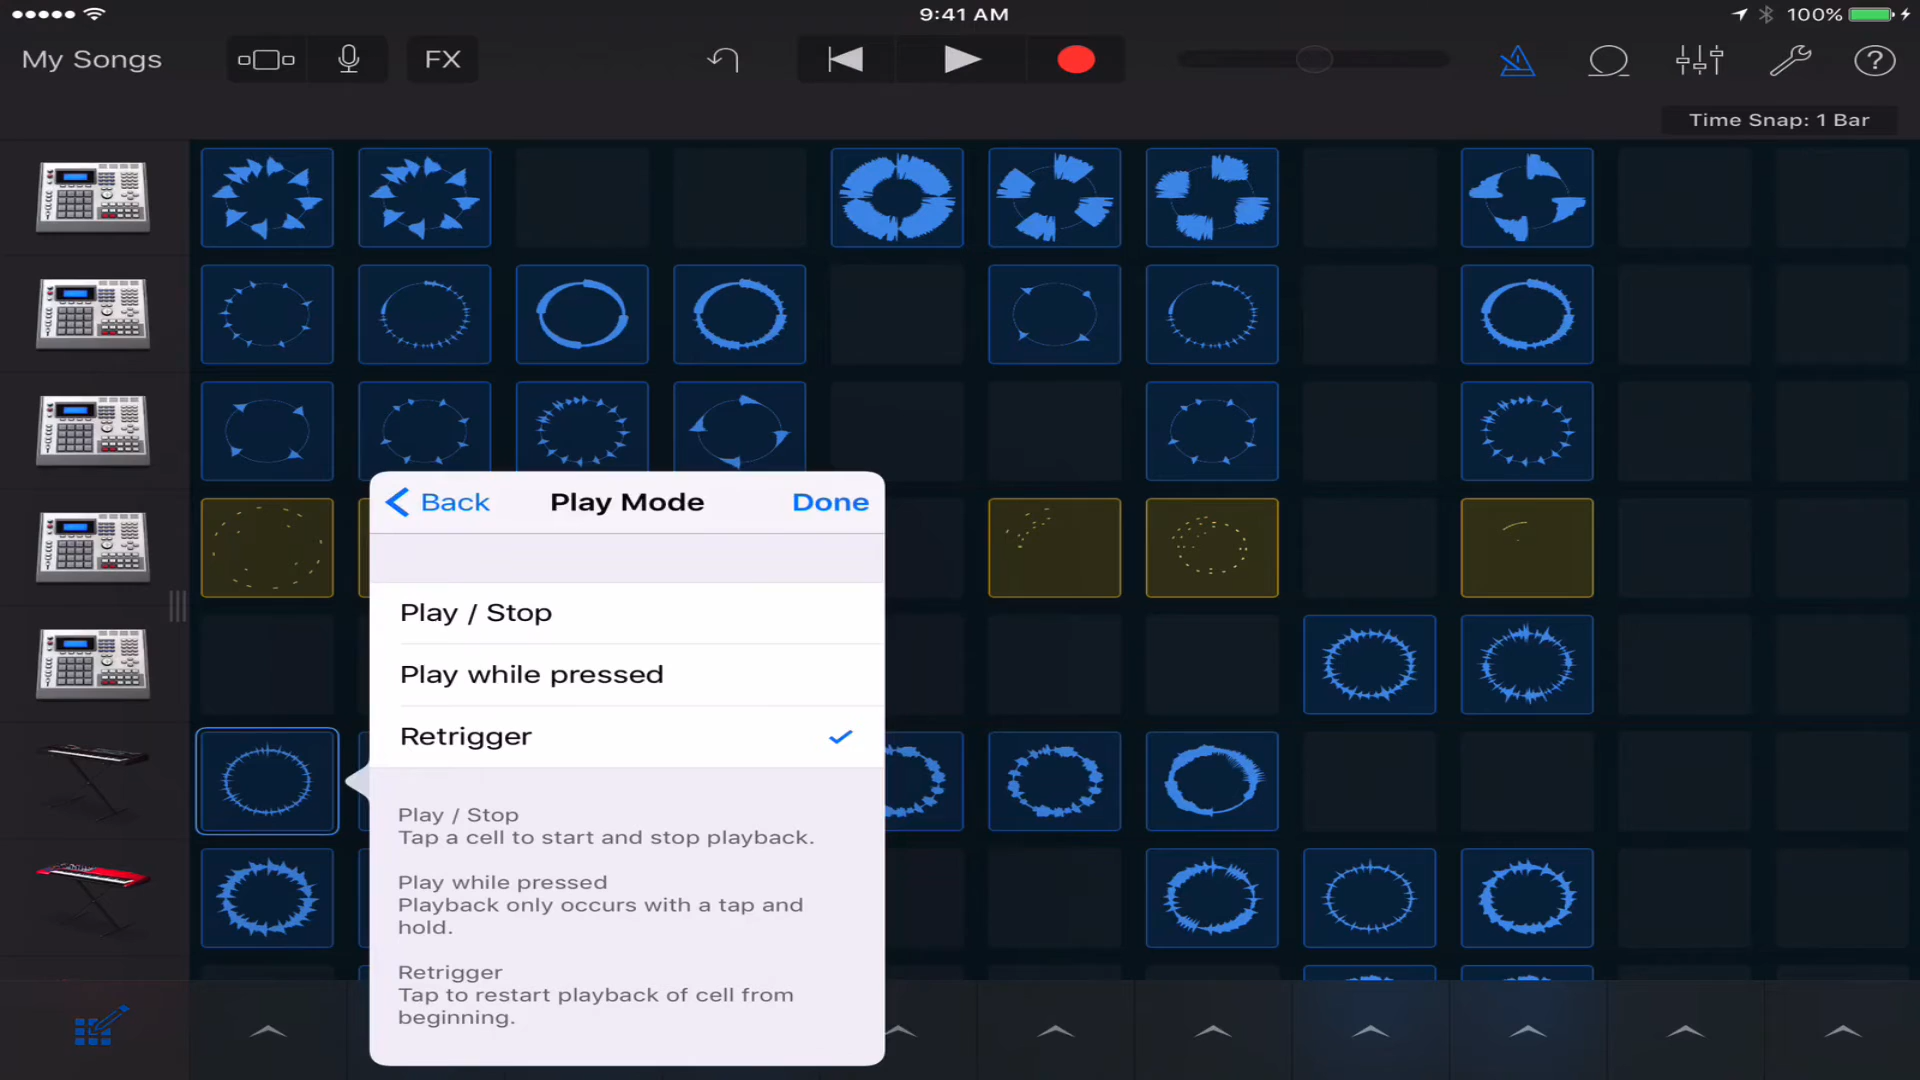 9:41 AM
100%
My Songs
FX
Time Snap: 1 Bar
Back
Play Mode
Done
Play / Stop
Play while pressed
Retrigger
Play / Stop
Tap a cell to start and stop playback.
Play while pressed
Playback only occurs with a tap and
hold.
Retrigger
Tap to restart playback of cell from
beginning.